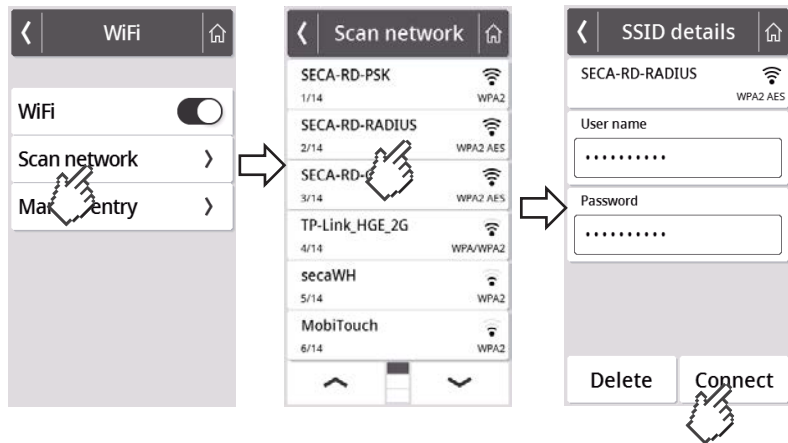 WiFi
WiFi
Scan network
entry
Scan network
SECA-RD-PSK
1/14 WPA2
SECA-RD-RADIUS
2/14 WPA2 AES
SECA-RD-
3/14 WPA2 AES
TP-Link_HGE_2G
4/14 WPA/WPA2
secaWH
5/14 WPA2
MobiTouch
6/14 WPA2
SSID details
SECA-RD-RADIUS
WPA2 AES
User name
..........
Password
..........
Delete Connect